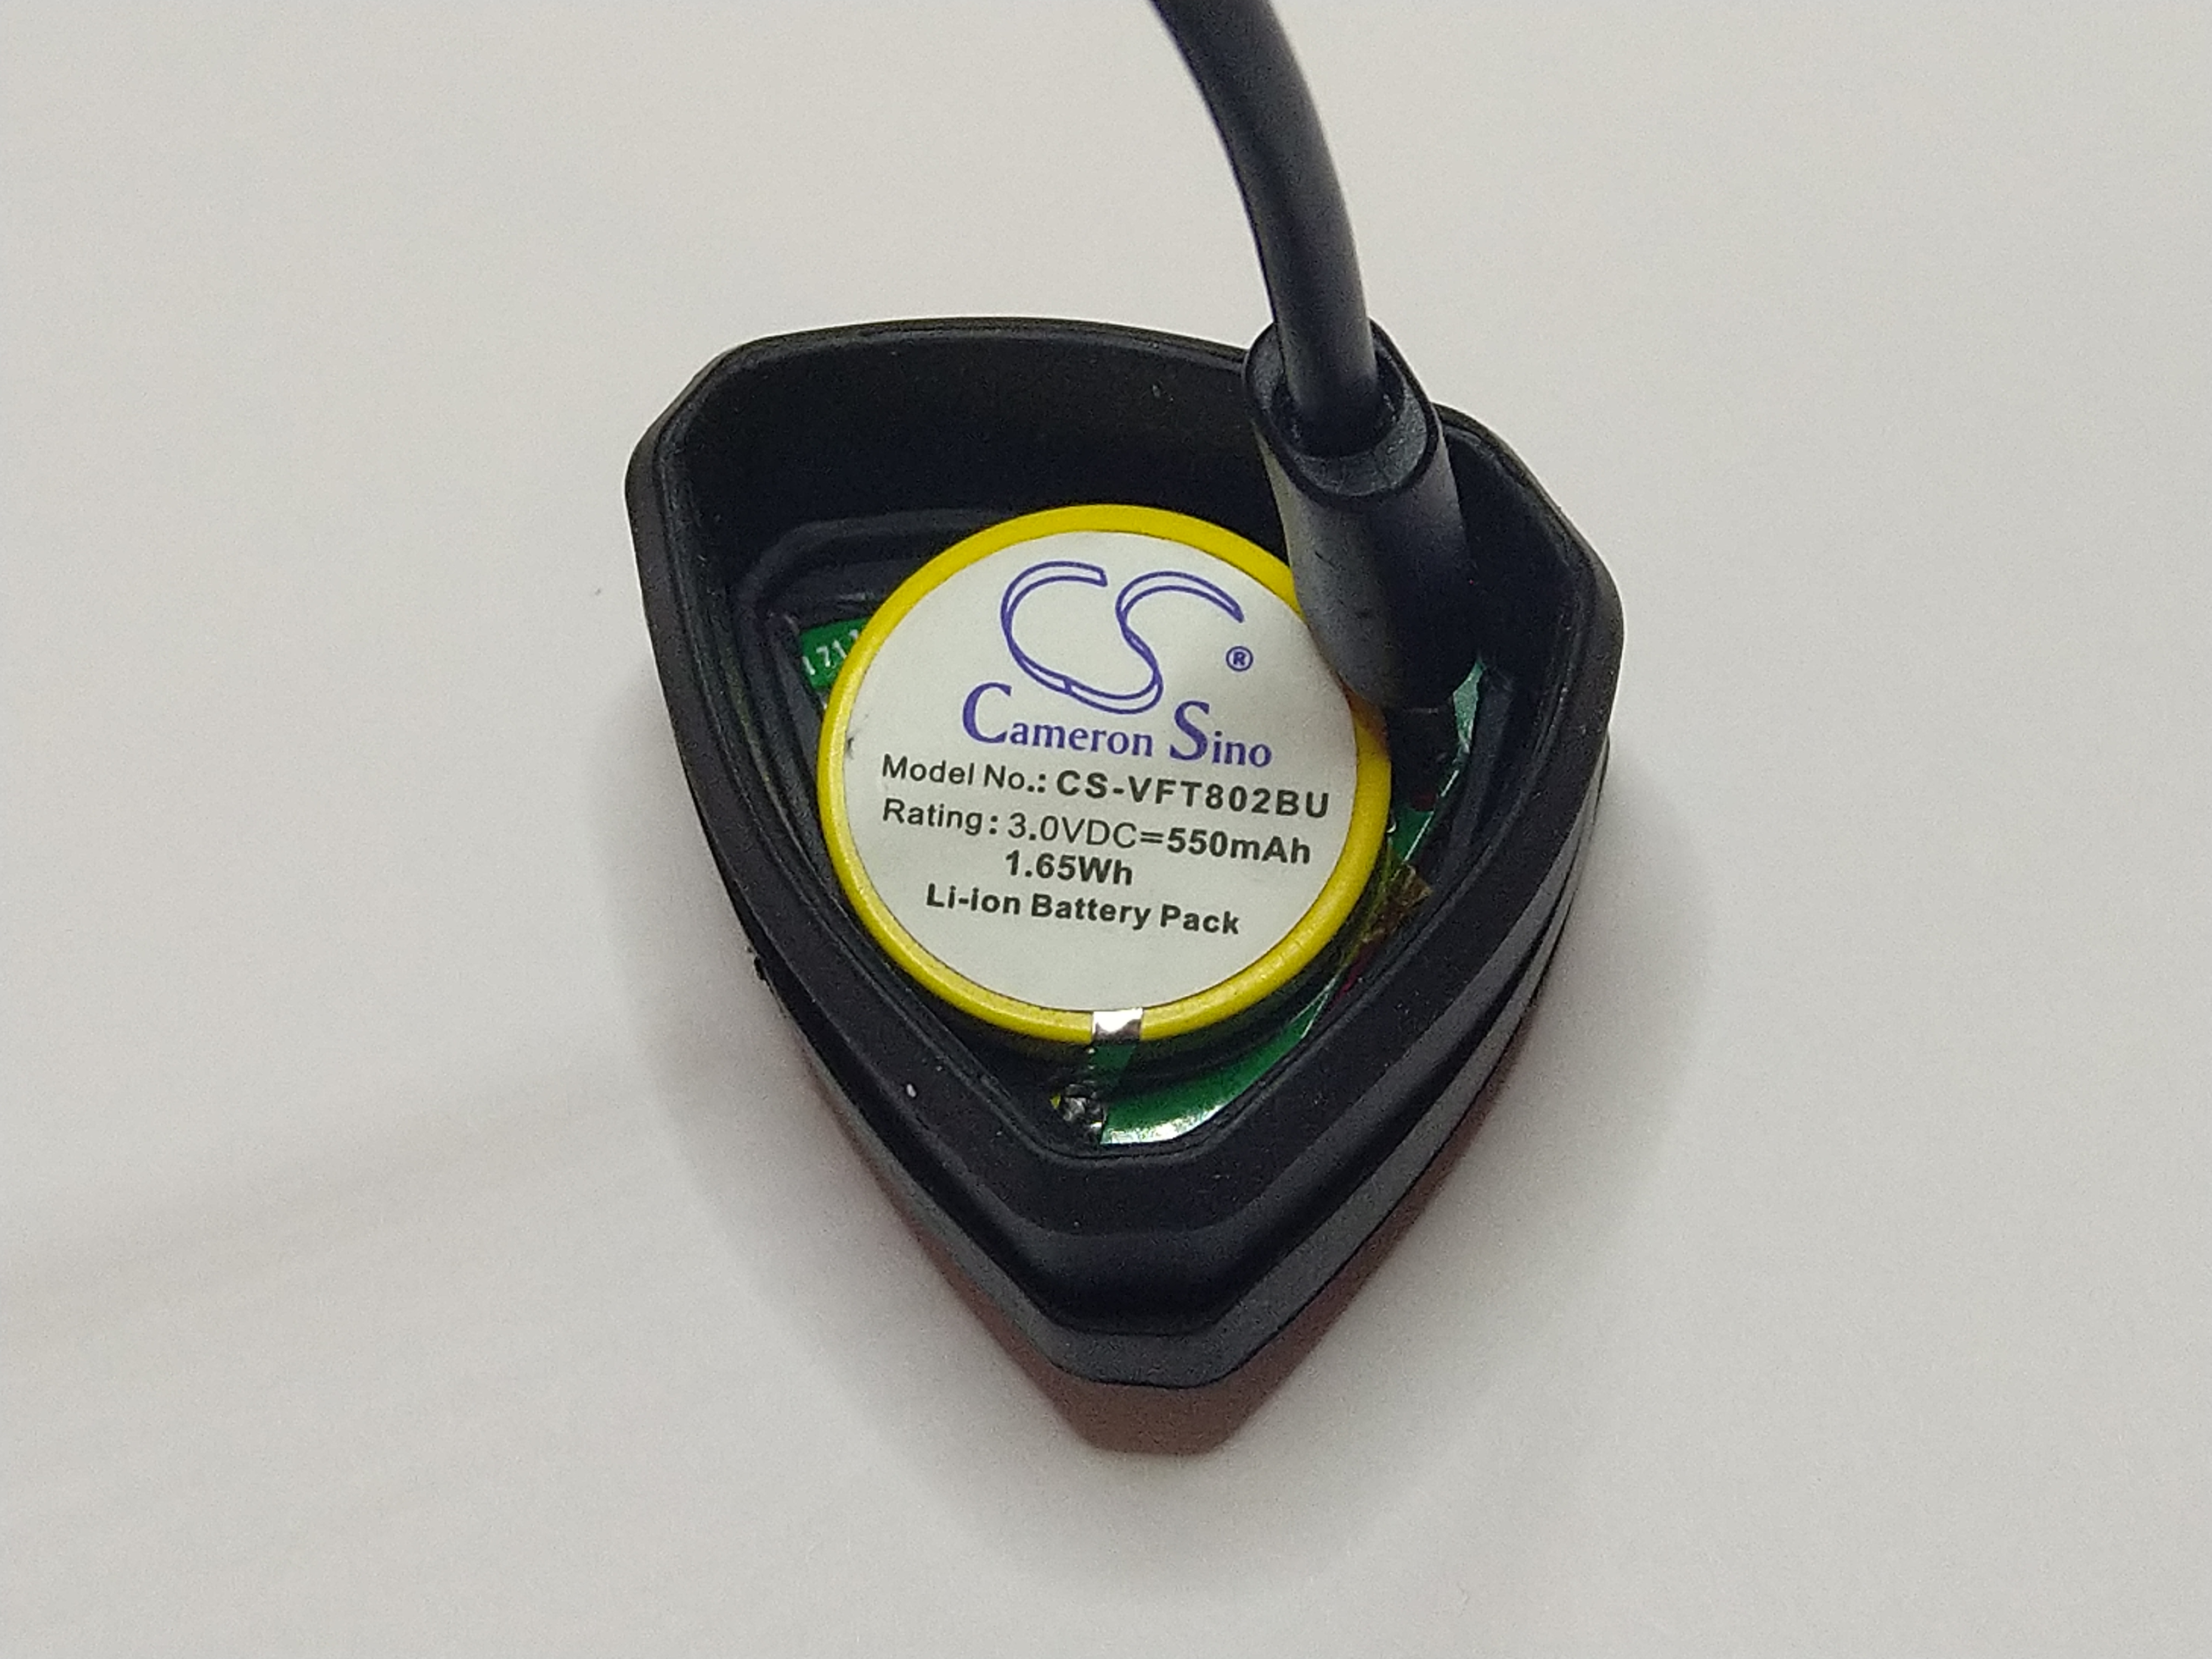 CS®
Cameron Sino
Model No.: CS-VFT802BU
Rating: 3.0VDC=550mAh
1.65Wh
Li-ion Battery Pack